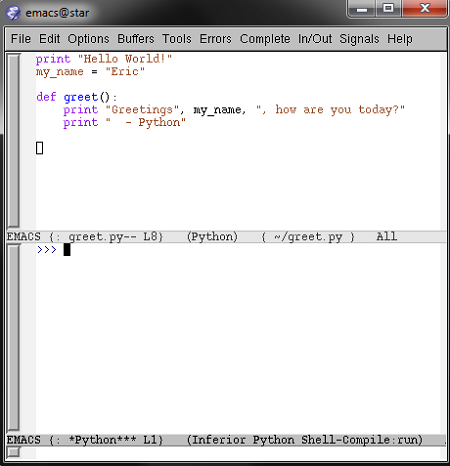 emacs@star
File Edit Options Buffers Tools Errors Complete In/Out Signals Help
print "Hello World!"
my_name = "Eric"
def greet():
    print "Greetings", my_name, ", how are you today?"
    print "  - Python"
EMACS {: greet.py-- L8}   (Python)   { ~/greet.py }   All
>>>
EMACS {: *Python*** L1}   (Inferior Python Shell-Compile:run)